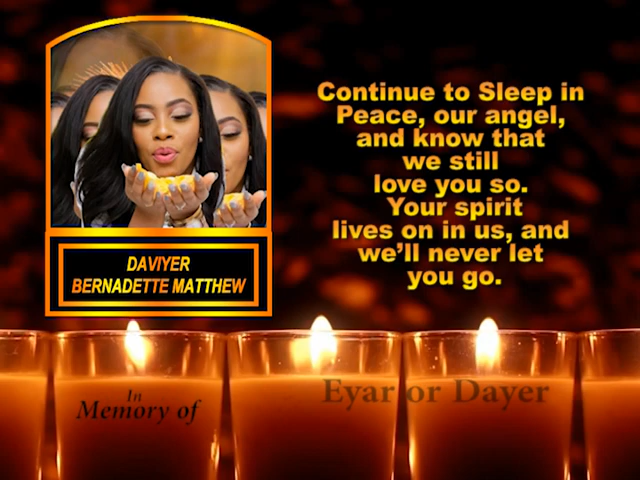 Continue to Sleep in
Peace, our angel,
and know that
we still
love you so.
Your spirit
lives on in us, and
we'll never let
you go.
DAVIYER
BERNADETTE MATTHEW
In
Memory of
Eyar or Dayer